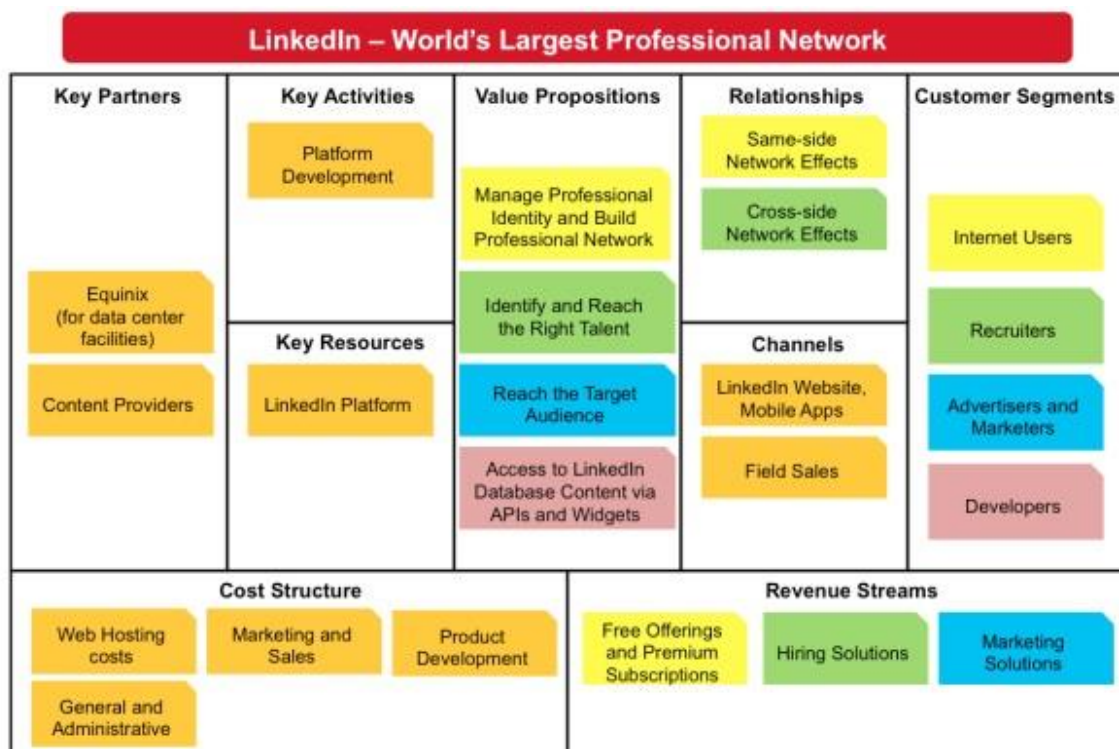 LinkedIn – World's Largest Professional Network
Key Partners
Equinix
(for data center
facilities)
Content Providers
Key Activities
Platform
Development
Key Resources
LinkedIn Platform
Value Propositions
Manage Professional
Identity and Build
Professional Network
Identify and Reach
the Right Talent
Reach the Target
Audience
Access to LinkedIn
Database Content via
APIs and Widgets
Relationships
Same-side
Network Effects
Cross-side
Network Effects
Channels
LinkedIn Website,
Mobile Apps
Field Sales
Customer Segments
Internet Users
Recruiters
Advertisers and
Marketers
Developers
Cost Structure
Web Hosting
costs
Marketing and
Sales
Product
Development
General and
Administrative
Revenue Streams
Free Offerings
and Premium
Subscriptions
Hiring Solutions
Marketing
Solutions